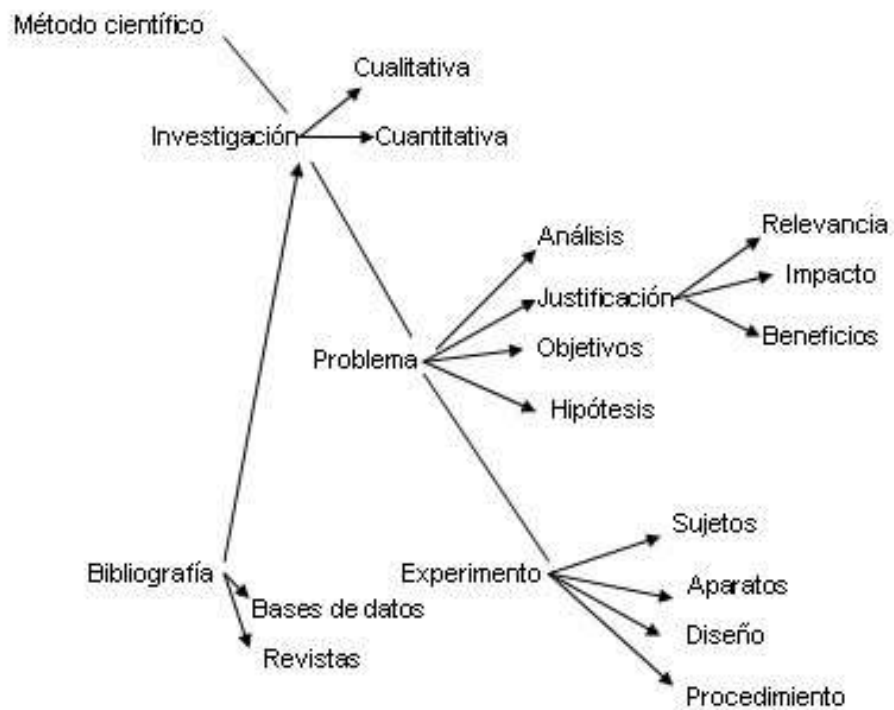 Método científico
Cualitativa
Investigación
Cuantitativa
Análisis
Relevancia
Justificación
Impacto
Problema
Objetivos
Beneficios
Hipótesis
Sujetos
Bibliografía
Experimento
Aparatos
Bases de datos
Diseño
Revistas
Procedimiento